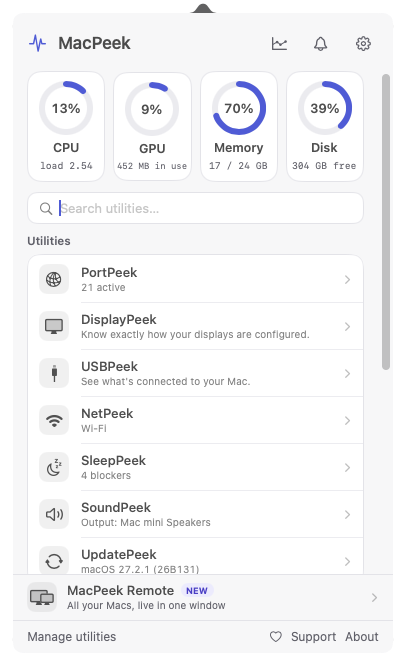 MacPeek
13%
CPU
load 2.54
9%
GPU
452 MB in use
70%
Memory
17 / 24 GB
39%
Disk
304 GB free
Search utilities...
Utilities
PortPeek
21 active
DisplayPeek
Know exactly how your displays are configured.
USBPeek
See what's connected to your Mac.
NetPeek
Wi-Fi
SleepPeek
4 blockers
SoundPeek
Output: Mac mini Speakers
UpdatePeek
macOS 27.2.1 (26B131)
MacPeek Remote NEW
All your Macs, live in one window
Manage utilities Support About